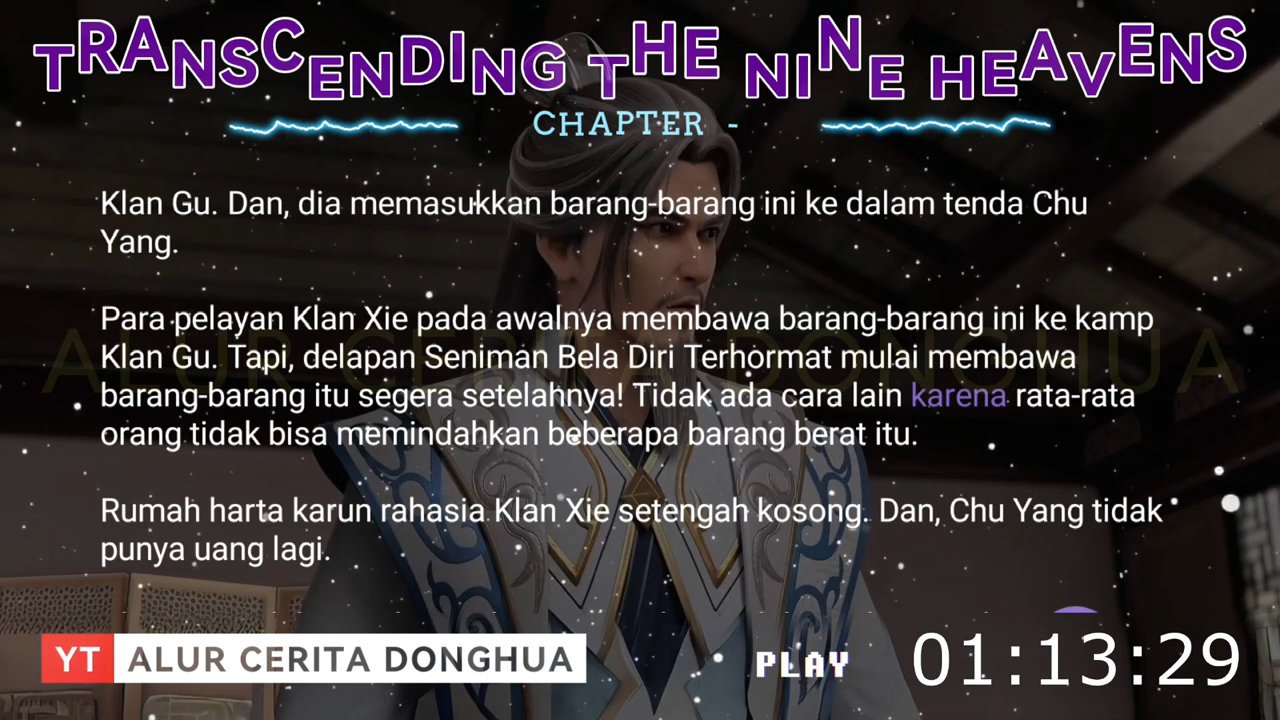 TRANSCENDING THE NINE HEAVENS
CHAPTER -
Klan Gu. Dan, dia memasukkan barang-barang ini ke dalam tenda Chu
Yang.
Para pelayan Klan Xie pada awalnya membawa barang-barang ini ke kamp
Klan Gu. Tapi, delapan Seniman Bela Diri Terhormat mulai membawa
barang-barang itu segera setelahnya! Tidak ada cara lain karena rata-rata
orang tidak bisa memindahkan beberapa barang berat itu.
ALUR CERITA DONGHUA
Rumah harta karun rahasia Klan Xie setengah kosong. Dan, Chu Yang tidak
punya uang lagi.
YT ALUR CERITA DONGHUA
PLAY 01:13:29